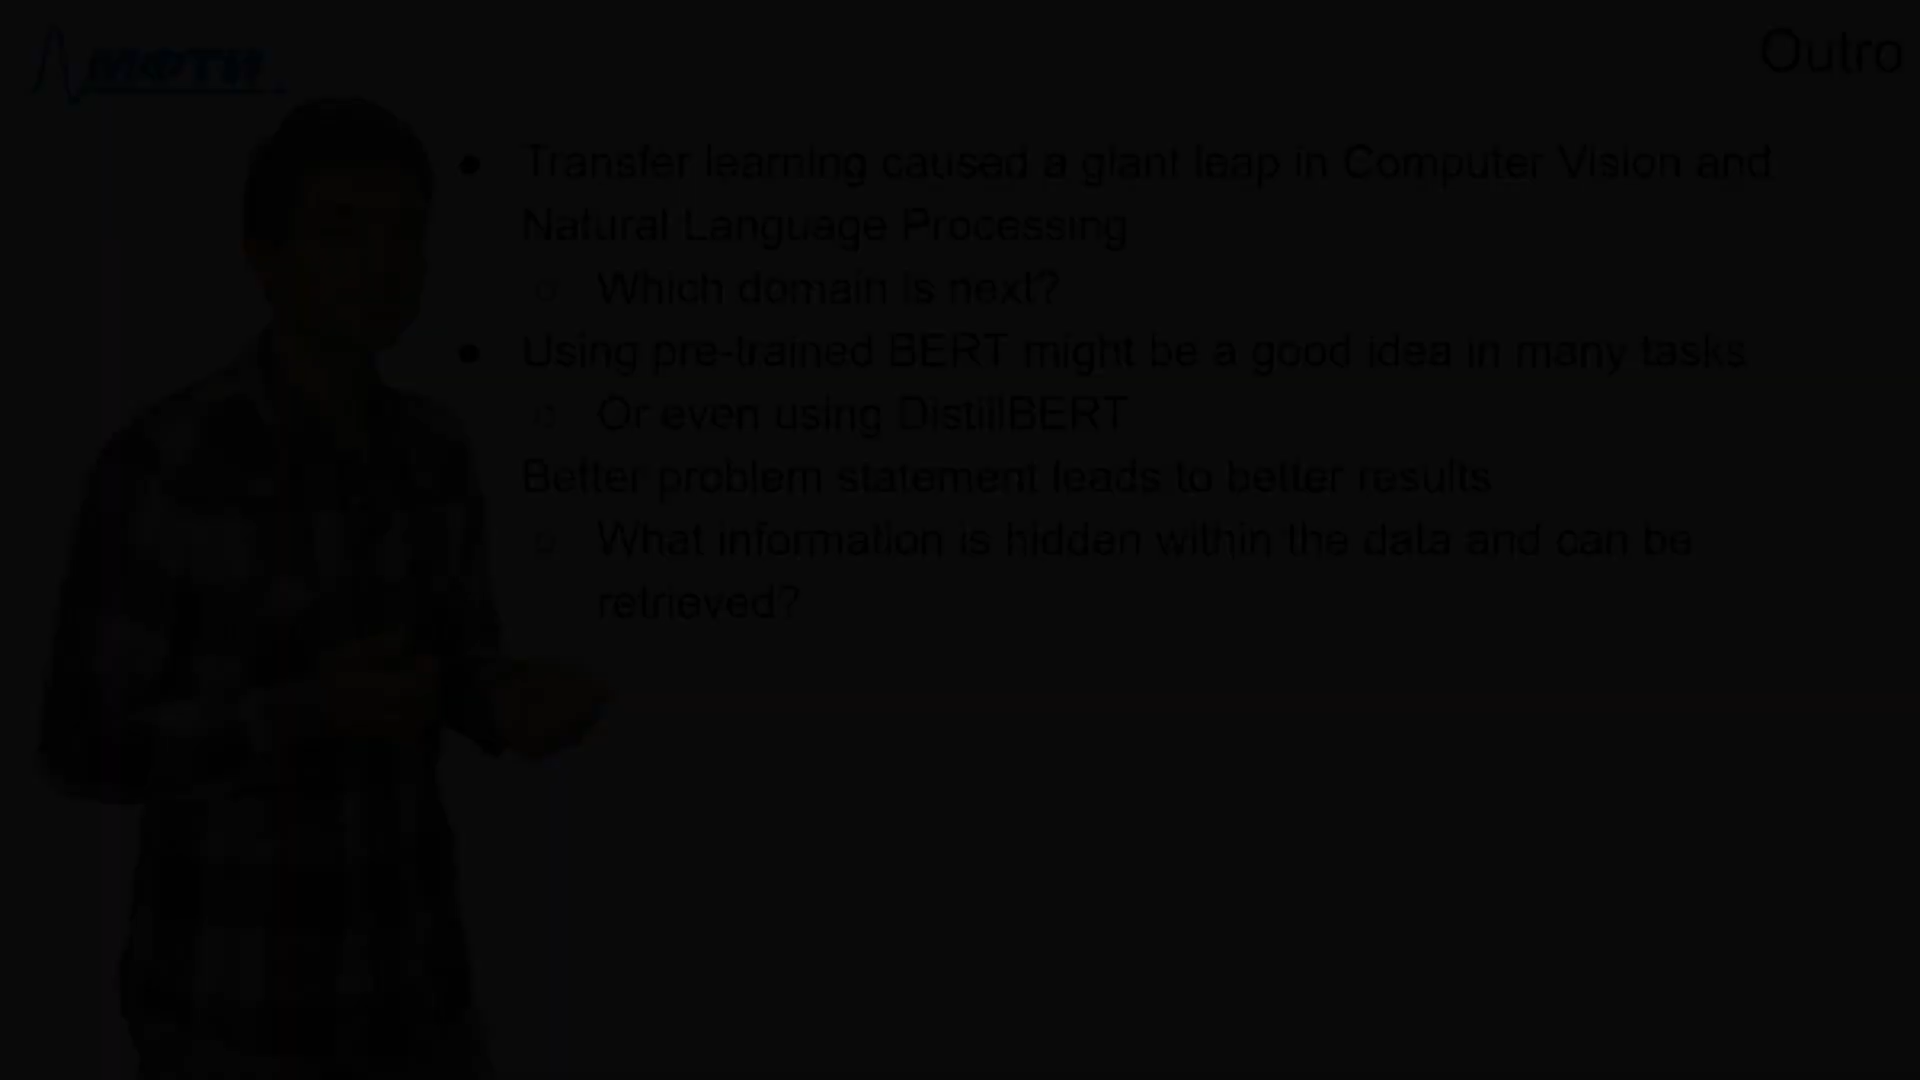 Outro
Transfer learning caused a giant leap in Computer Vision and
Natural Language Processing
Which domain is next?
Using pre-trained BERT might be a good idea in many tasks
Or even using DistillBERT
Better problem statement leads to better results
What information is hidden within the data and can be
retrieved?